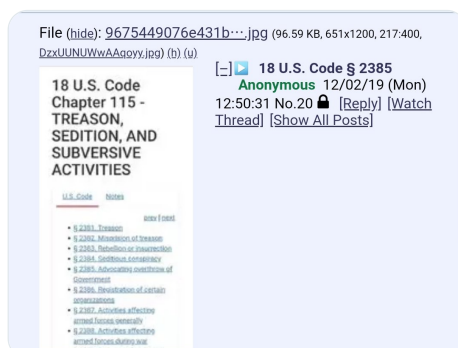 File (hide): 9675449076e431b⋯.jpg (96.59 KB, 651x1200, 217:400,
DzxUUNUWwAAqoyy.jpg) (h) (u)
[–] 18 U.S. Code § 2385
Anonymous 12/02/19 (Mon)
12:50:31 No.20 [Reply] [Watch
Thread] [Show All Posts]
18 U.S. Code
Chapter 115 -
TREASON,
SEDITION, AND
SUBVERSIVE
ACTIVITIES
U.S. Code Notes
prev | next
• § 2381. Treason
• § 2382. Misprision of treason
• § 2383. Rebellion or insurrection
• § 2384. Seditious conspiracy
• § 2385. Advocating overthrow of
Government
• § 2386. Registration of certain
organizations
• § 2387. Activities affecting
armed forces generally
• § 2388. Activities affecting
armed forces during war